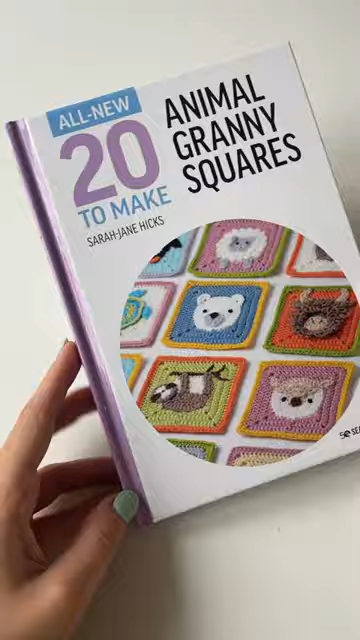 ALL-NEW
20
TO MAKE
SARAH-JANE HICKS
ANIMAL
GRANNY
SQUARES